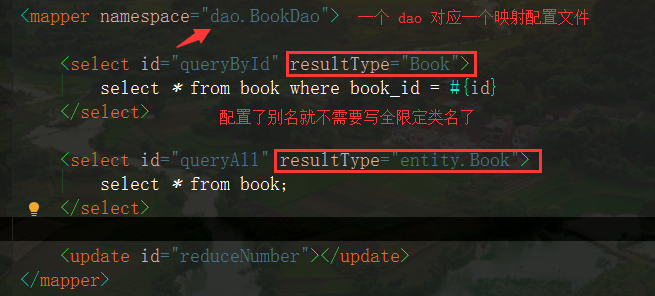 <mapper namespace="dao.BookDao"> 一个 dao 对应一个映射配置文件
<select id="queryById" resultType="Book">
select * from book where book_id = #{id}
</select> 配置了别名就不需要写全限定类名了
<select id="queryAll" resultType="entity.Book">
select * from book;
</select>
<update id="reduceNumber"></update>
</mapper>